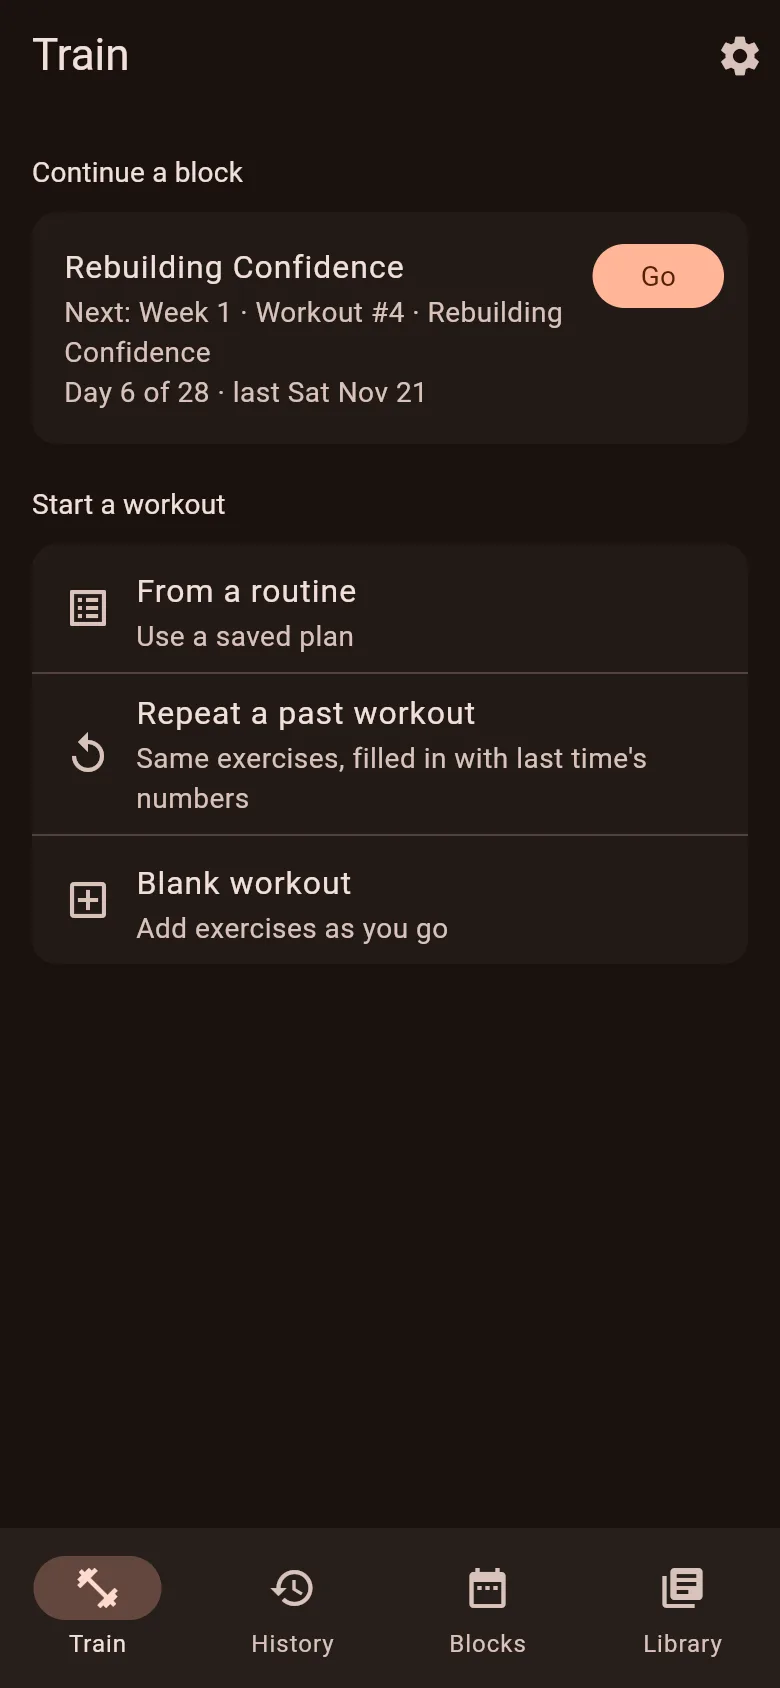 Train
Continue a block
Rebuilding Confidence
Go
Next: Week 1 · Workout #4 · Rebuilding
Confidence
Day 6 of 28 · last Sat Nov 21
Start a workout
From a routine
Use a saved plan
Repeat a past workout
Same exercises, filled in with last time's
numbers
Blank workout
Add exercises as you go
Train
History
Blocks
Library